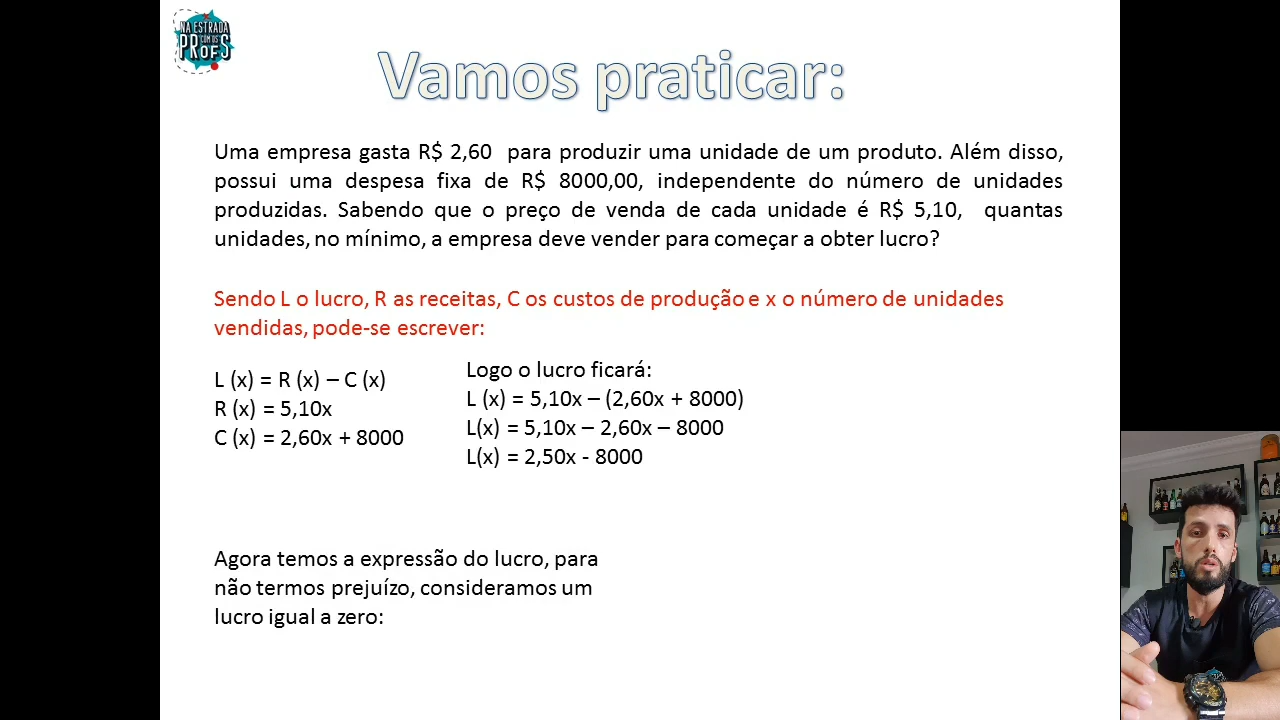 NA ESTRADA
COM OS
PROFS
Vamos praticar:
Uma empresa gasta R$ 2,60 para produzir uma unidade de um produto. Além disso,
possui uma despesa fixa de R$ 8000,00, independente do número de unidades
produzidas. Sabendo que o preço de venda de cada unidade é R$ 5,10, quantas
unidades, no mínimo, a empresa deve vender para começar a obter lucro?
Sendo L o lucro, R as receitas, C os custos de produção e x o número de unidades
vendidas, pode-se escrever:
L (x) = R (x) – C (x)
R (x) = 5,10x
C (x) = 2,60x + 8000
Logo o lucro ficará:
L (x) = 5,10x – (2,60x + 8000)
L(x) = 5,10x – 2,60x – 8000
L(x) = 2,50x - 8000
Agora temos a expressão do lucro, para
não termos prejuízo, consideramos um
lucro igual a zero: